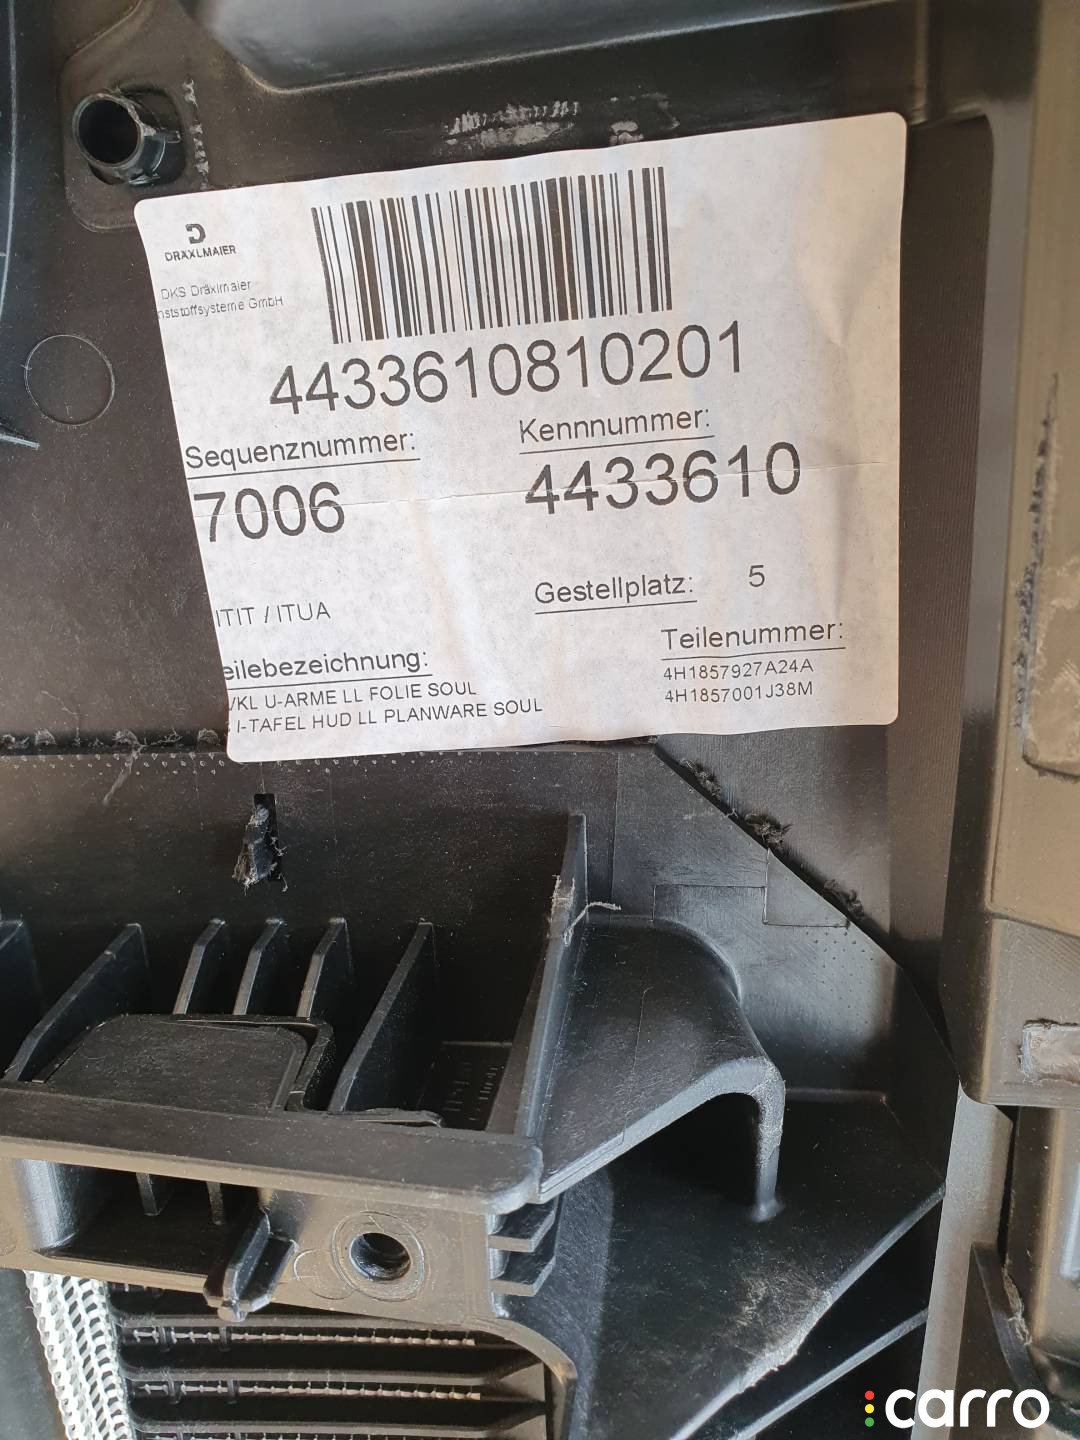 DRÄXLMAIER
DKS Dräxlmaier
nststoffsysteme GmbH
4433610810201
Sequenznummer:
Kennnummer:
7006
4433610
Gestellplatz: 5
ITIT / ITUA
Teilenummer:
eilebezeichnung:
4H1857927A24A
4H1857001J38M
VKL U-ARME LL FOLIE SOUL
I-TAFEL HUD LL PLANWARE SOUL
carro